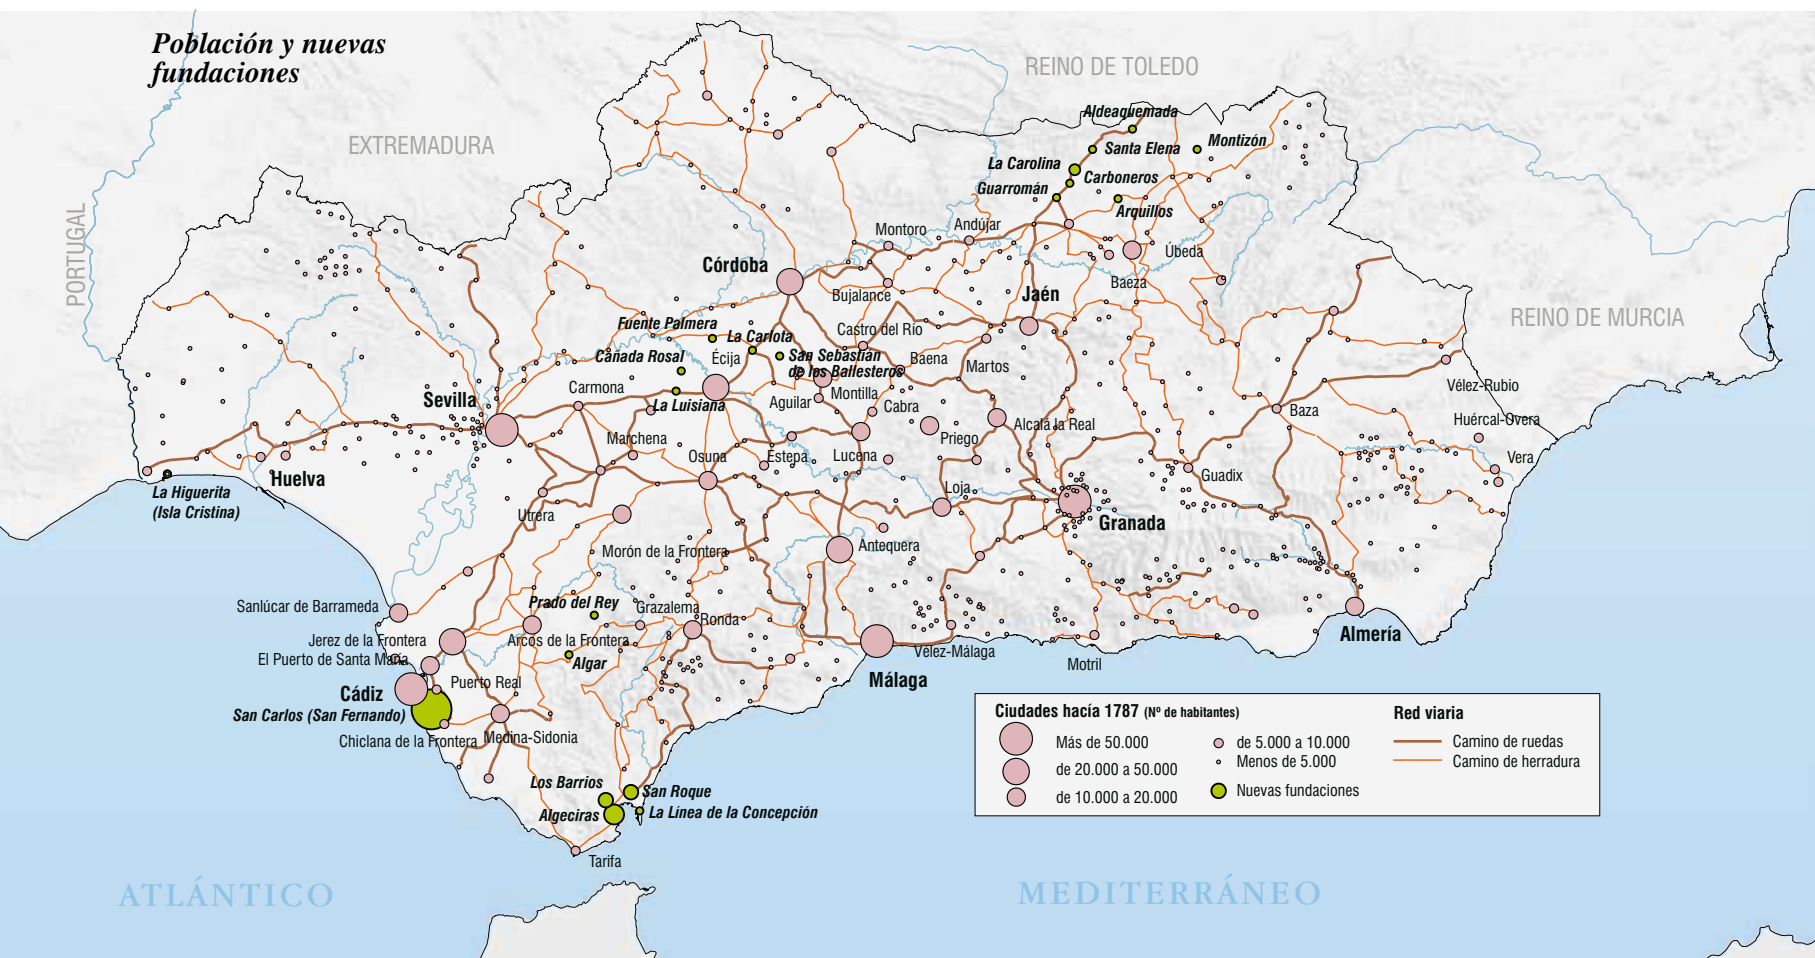 Población y nuevas
fundaciones
REINO DE TOLEDO
EXTREMADURA
PORTUGAL
REINO DE MURCIA
Aldeaquemada
Santa Elena
Montizón
La Carolina
Carboneros
Guarromán
Arquillos
Montoro
Andújar
Úbeda
Córdoba
Baeza
Bujalance
Jaén
Fuente Palmera
La Carlota
Castro del Río
Cañada Rosal
Écija
San Sebastián
de los Ballesteros
Baena
Martos
Vélez-Rubio
Carmona
Sevilla
La Luisiana
Aguilar
Montilla
Cabra
Baza
Huércal-Overa
Alcalá la Real
Marchena
Priego
Osuna
Estepa
Lucena
Vera
Guadix
Huelva
La Higuerita
(Isla Cristina)
Loja
Utrera
Granada
Morón de la Frontera
Antequera
Sanlúcar de Barrameda
Prado del Rey
Grazalema
Ronda
Jerez de la Frontera
Arcos de la Frontera
Almería
El Puerto de Santa María
Algar
Vélez-Málaga
Motril
Málaga
Puerto Real
Cádiz
San Carlos (San Fernando)
Chiclana de la Frontera
Medina-Sidonia
Los Barrios
San Roque
Algeciras
La Línea de la Concepción
Tarifa
Ciudades hacía 1787 (Nº de habitantes)
Más de 50.000
de 20.000 a 50.000
de 10.000 a 20.000
de 5.000 a 10.000
Menos de 5.000
Nuevas fundaciones
Red viaria
Camino de ruedas
Camino de herradura
ATLÁNTICO
MEDITERRÁNEO